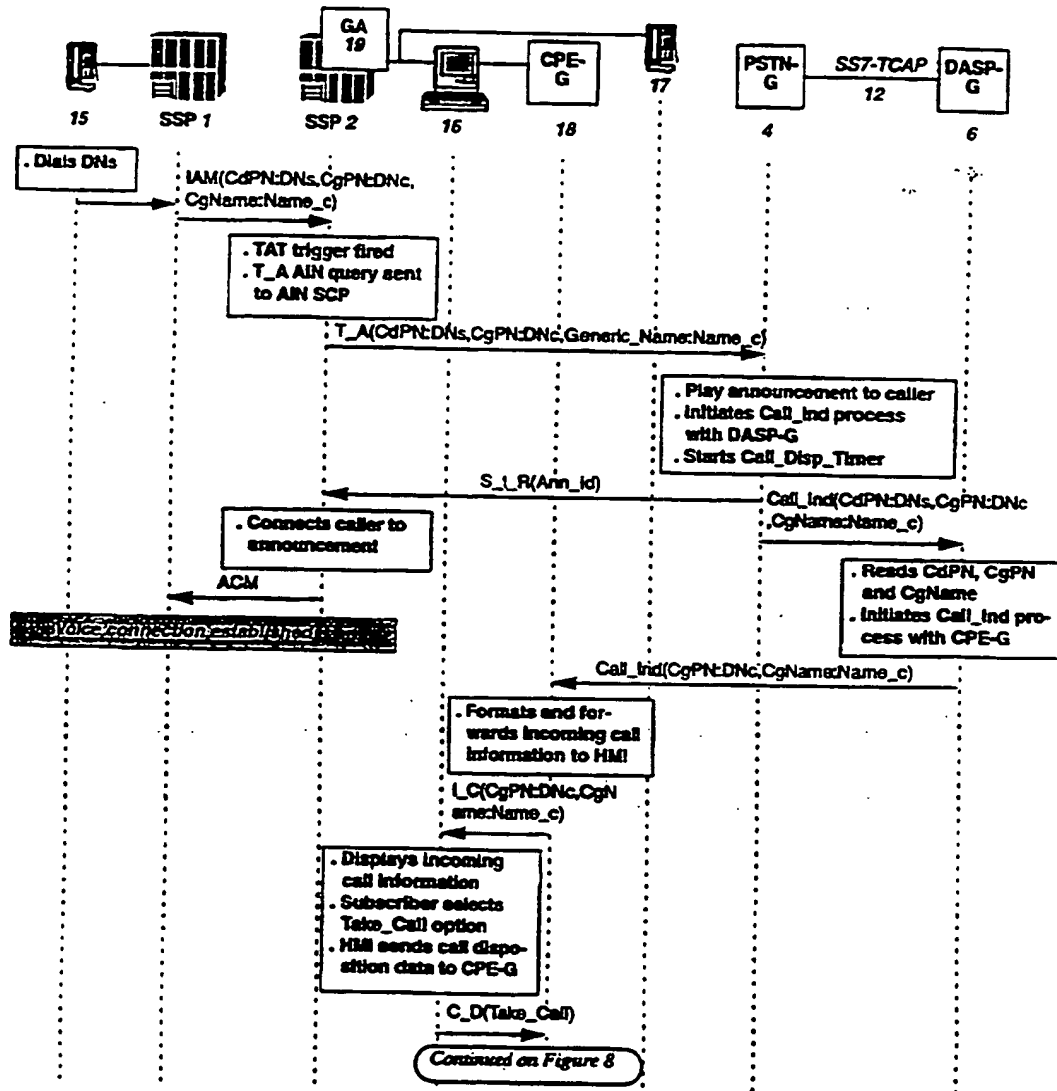 GA
19
CPE-
G
PSTN-
G
SS7-TCAP
12
DASP-
G
15
SSP 1
SSP 2
16
18
17
4
6
. Dials DNs
IAM(CdPN:DNs,CgPN:DNc,
CgName:Name_c)
. TAT trigger fired
. T_A AIN query sent
to AIN SCP
T_A(CdPN:DNs,CgPN:DNc,Generic_Name:Name_c)
. Play announcement to caller
. Initiates Call_Ind process
with DASP-G
. Starts Call_Disp_Timer
S_t_R(Ann_id)
Call_Ind(CdPN:DNs,CgPN:DNc
,CgName:Name_c)
. Connects caller to
announcement
ACM
. Reads CdPN, CgPN
and CgName
. Initiates Call_Ind pro-
cess with CPE-G
Voice connection established
Call_Ind(CgPN:DNc,CgName:Name_c)
. Formats and for-
wards incoming call
information to HMI
I_C(CgPN:DNc,CgN
ame:Name_c)
. Displays incoming
call information
. Subscriber selects
Take_Call option
. HMI sends call dispo-
sition data to CPE-G
C_D(Take_Call)
Continued on Figure 8